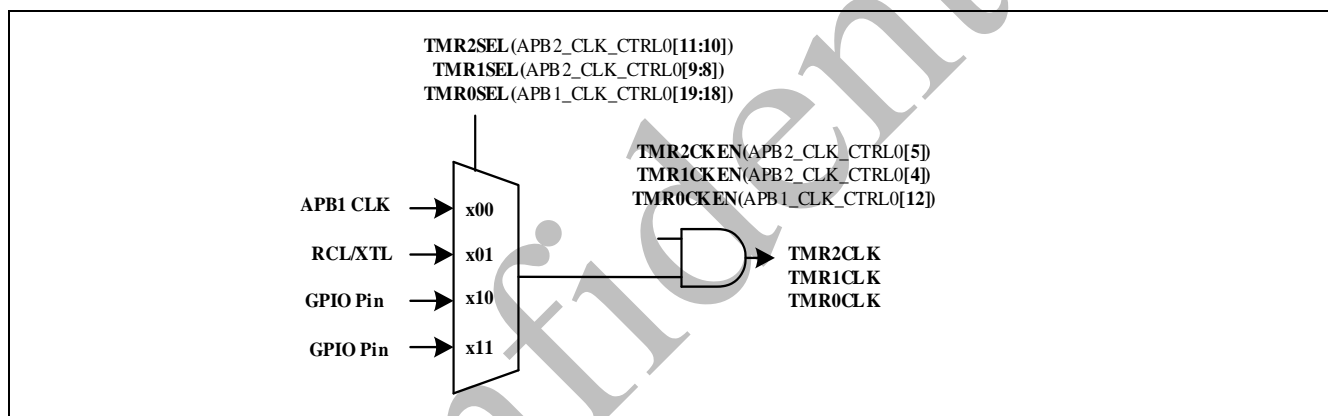 TMR2SEL(APB2_CLK_CTRL0[11:10])
TMR1SEL(APB2_CLK_CTRL0[9:8])
TMR0SEL(APB1_CLK_CTRL0[19:18])
TMR2CKEN(APB2_CLK_CTRL0[5])
TMR1CKEN(APB2_CLK_CTRL0[4])
TMR0CKEN(APB1_CLK_CTRL0[12])
APB1 CLK x00
RCL/XTL x01
GPIO Pin x10
GPIO Pin x11
TMR2CLK
TMR1CLK
TMR0CLK
fident